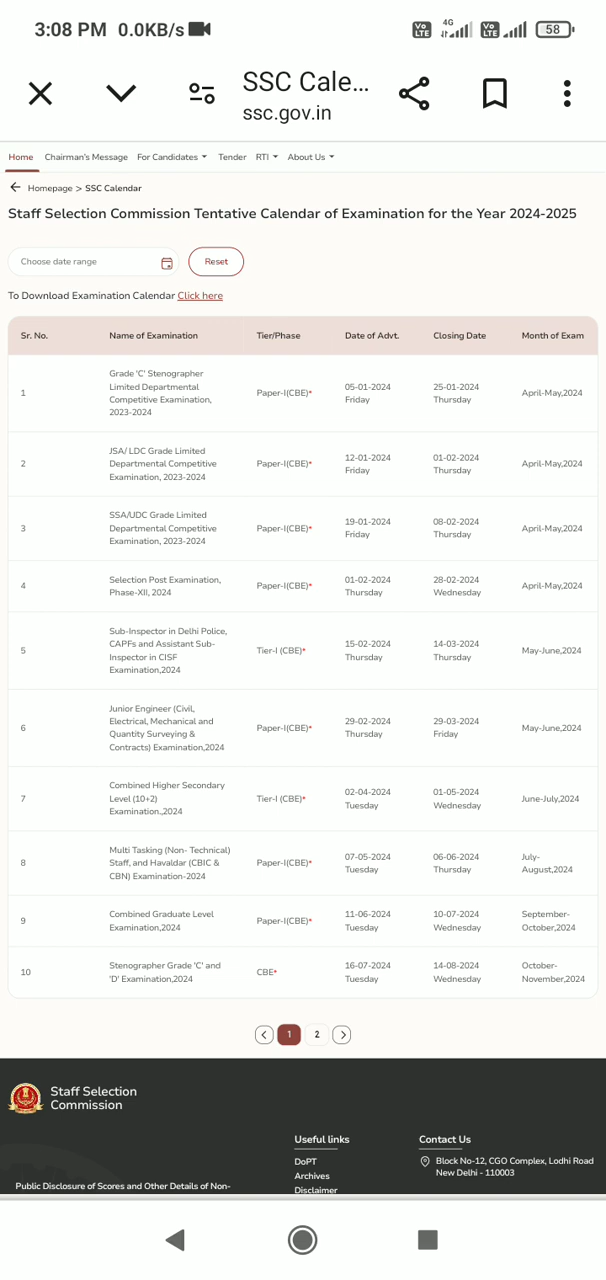 3:08 PM 0.0KB/s Vo LTE 4G Vo LTE 58
SSC Cale...
ssc.gov.in
Home Chairman's Message For Candidates Tender RTI About Us
Homepage > SSC Calendar
Staff Selection Commission Tentative Calendar of Examination for the Year 2024-2025
Choose date range Reset
To Download Examination Calendar Click here
Sr. No. Name of Examination Tier/Phase Date of Advt. Closing Date Month of Exam
Grade 'C' Stenographer
Limited Departmental
Competitive Examination,
2023-2024
1 Paper-I(CBE)* 05-01-2024 Friday 25-01-2024 Thursday April-May,2024
JSA/ LDC Grade Limited
Departmental Competitive
Examination, 2023-2024
2 Paper-I(CBE)* 12-01-2024 Friday 01-02-2024 Thursday April-May,2024
SSA/UDC Grade Limited
Departmental Competitive
Examination, 2023-2024
3 Paper-I(CBE)* 19-01-2024 Friday 08-02-2024 Thursday April-May,2024
Selection Post Examination,
Phase-XII, 2024
4 Paper-I(CBE)* 01-02-2024 Thursday 28-02-2024 Wednesday April-May,2024
Sub-Inspector in Delhi Police,
CAPFs and Assistant Sub-
Inspector in CISF
Examination,2024
5 Tier-I (CBE)* 15-02-2024 Thursday 14-03-2024 Thursday May-June,2024
Junior Engineer (Civil,
Electrical, Mechanical and
Quantity Surveying &
Contracts) Examination,2024
6 Paper-I(CBE)* 29-02-2024 Thursday 29-03-2024 Friday May-June,2024
Combined Higher Secondary
Level (10+2)
Examination.,2024
7 Tier-I (CBE)* 02-04-2024 Tuesday 01-05-2024 Wednesday June-July,2024
Multi Tasking (Non- Technical)
Staff, and Havaldar (CBIC &
CBN) Examination-2024
8 Paper-I(CBE)* 07-05-2024 Tuesday 06-06-2024 Thursday July-August,2024
Combined Graduate Level
Examination,2024
9 Paper-I(CBE)* 11-06-2024 Tuesday 10-07-2024 Wednesday September-October,2024
Stenographer Grade 'C' and
'D' Examination,2024
10 CBE* 16-07-2024 Tuesday 14-08-2024 Wednesday October-November,2024
1 2
Staff Selection
Commission
Useful links
DoPT
Archives
Disclaimer
Contact Us
Block No-12, CGO Complex, Lodhi Road
New Delhi - 110003
Public Disclosure of Scores and Other Details of Non-